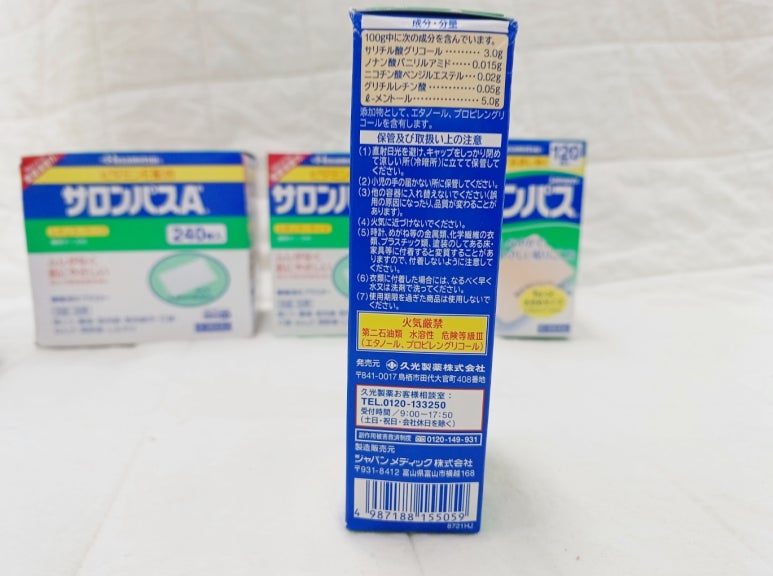 成分・分量
100g中に次の成分を含んでいます。
サリチル酸グリコール ········· 3.0g
ノナン酸バニリルアミド ····· 0.015g
ニコチン酸ベンジルエステル ··· 0.02g
グリチルレチン酸 ············ 0.05g
ℓ-メントール ················· 5.0g
添加物として、エタノール、プロピレングリ
コールを含有します。
保管及び取扱い上の注意
(1)直射日光を避け、キャップをしっかり閉め
て涼しい所(冷暗所)に立てて保管して
ください。
(2)小児の手の届かない所に保管してください。
(3)他の容器に入れ替えないでください(誤
用の原因になったり、品質が変わることが
あります)。
(4)火気に近づけないでください。
(5)時計、めがね等の金属類、化学繊維の衣
類、プラスチック類、塗装のしてある床・
家具等に付着すると変質することがあ
りますので、付着しないように注意して
ください。
(6)衣類に付着した場合には、なるべく早く
水又は洗剤で洗ってください。
(7)使用期限を過ぎた商品は使用しないで
ください。
火気厳禁
第二石油類 水溶性 危険等級Ⅲ
(エタノール、プロピレングリコール)
発売元 久光製薬株式会社
〒841-0017 鳥栖市田代大官町408番地
久光製薬お客様相談室:
TEL.0120-133250
受付時間/9:00~17:50
(土・日・祝日・会社休日を除く)
副作用被害救済制度 0120-149-931
製造販売元
ジャパンメディック株式会社
〒931-8412 富山県富山市横越168
4 987188 155059
8721HJ
サロンパスA
240枚入
サロンパ
120
ンパス